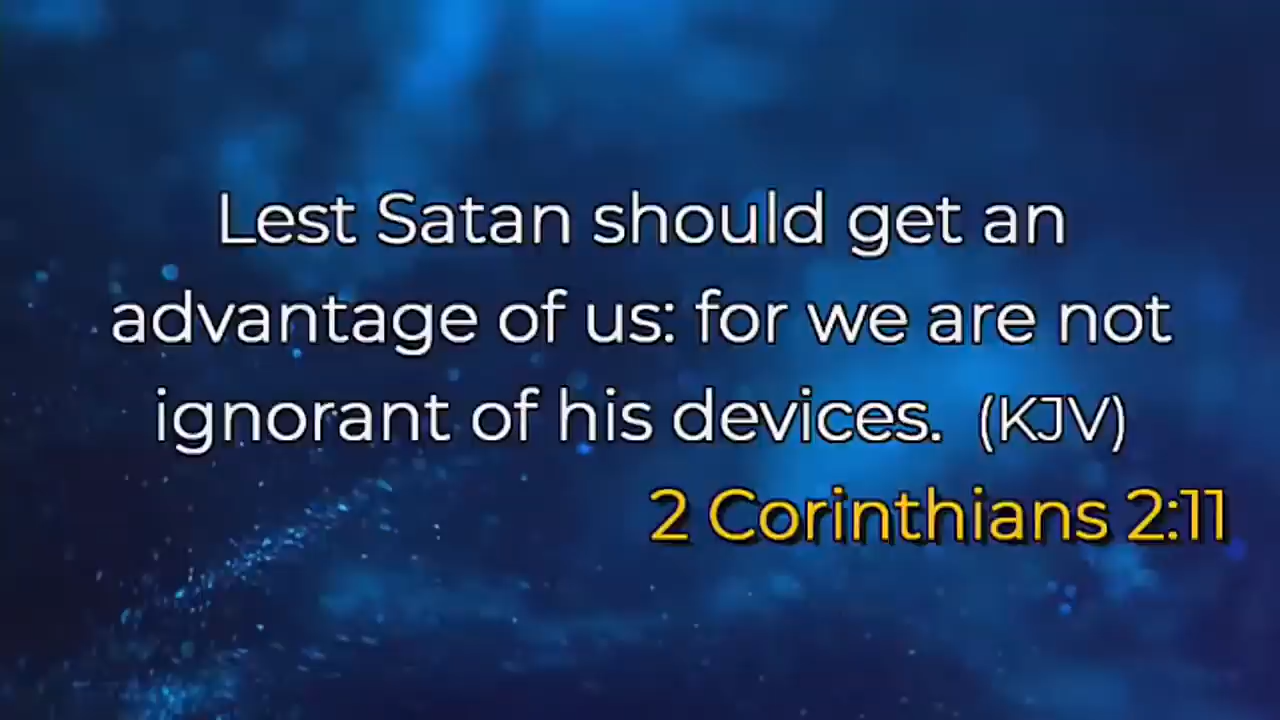 Lest Satan should get an
advantage of us: for we are not
ignorant of his devices.  (KJV)
2 Corinthians 2:11